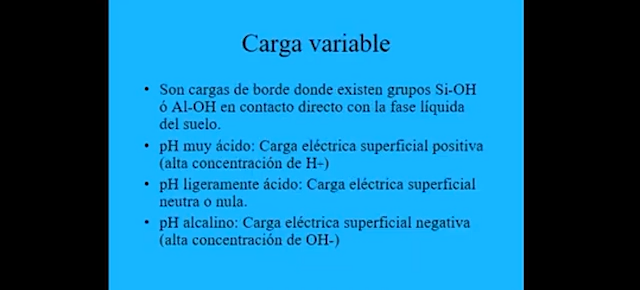 Carga variable
• Son cargas de borde donde existen grupos Si-OH
ó Al-OH en contacto directo con la fase líquida
del suelo.
• pH muy ácido: Carga eléctrica superficial positiva
(alta concentración de H+)
• pH ligeramente ácido: Carga eléctrica superficial
neutra o nula.
• pH alcalino: Carga eléctrica superficial negativa
(alta concentración de OH-)